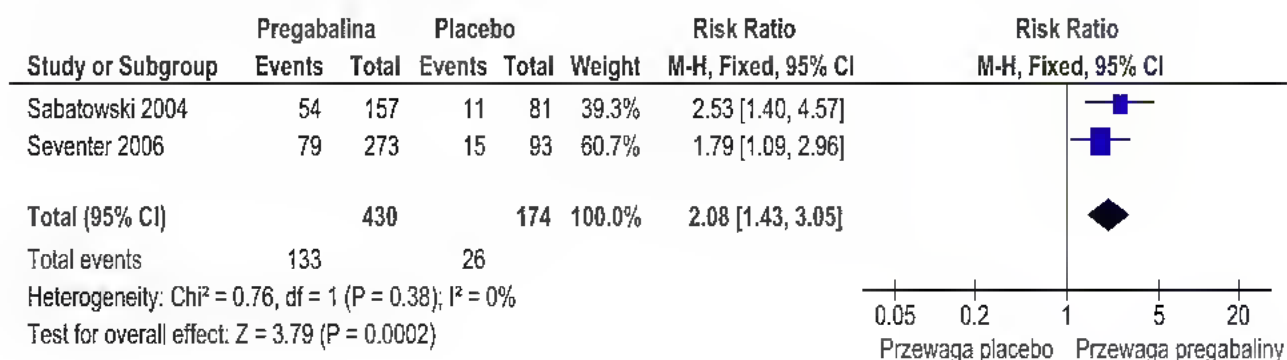 Pregabalina Placebo Risk Ratio Risk Ratio
Study or Subgroup Events Total Events Total Weight M-H, Fixed, 95% CI M-H, Fixed, 95% CI
Sabatowski 2004 54 157 11 81 39.3% 2.53 [1.40, 4.57]
Seventer 2006 79 273 15 93 60.7% 1.79 [1.09, 2.96]
Total (95% CI) 430 174 100.0% 2.08 [1.43, 3.05]
Total events 133 26
Heterogeneity: Chi² = 0.76, df = 1 (P = 0.38); I² = 0%
Test for overall effect: Z = 3.79 (P = 0.0002)
0.05 0.2 1 5 20
Przewaga placebo Przewaga pregabaliny